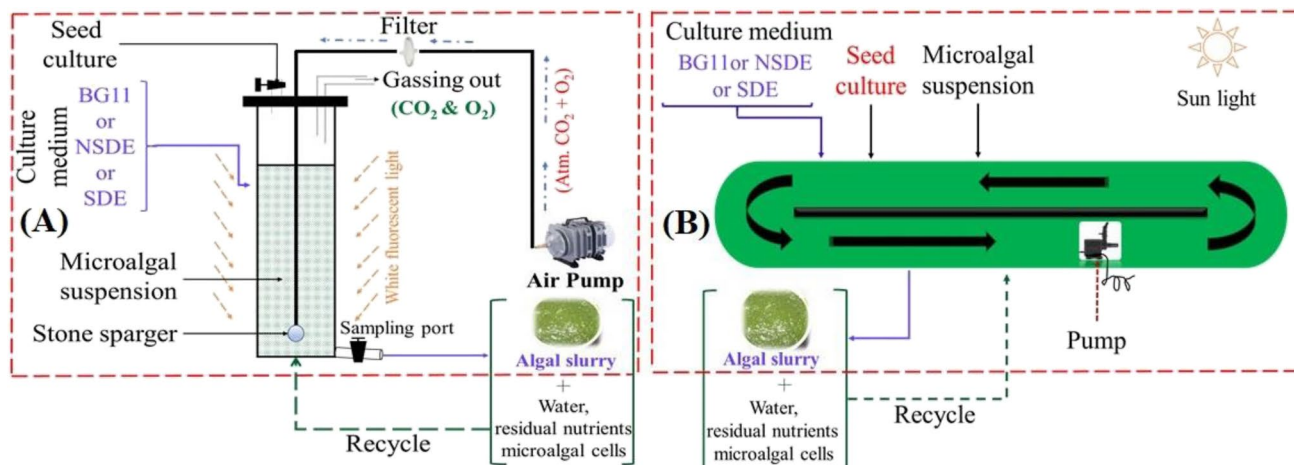 (A)
Seed
culture
Filter
Gassing out
(CO₂ & O₂)
(Atm. CO₂ + O₂)
Culture
medium
BG11
or
NSDE
or
SDE
White fluorescent light
Microalgal
suspension
Stone sparger
Sampling port
Air Pump
Algal slurry
+
Water,
residual nutrients
microalgal cells
Recycle
(B)
Culture medium
BG11or NSDE
or SDE
Seed
culture
Microalgal
suspension
Sun light
Pump
Algal slurry
+
Water,
residual nutrients
microalgal cells
Recycle